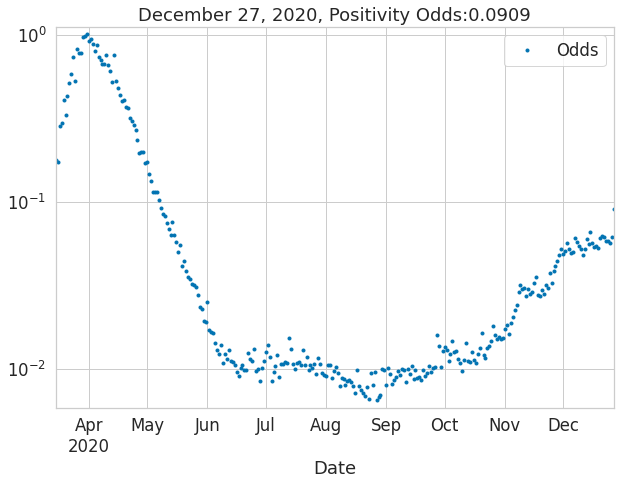 December 27, 2020, Positivity Odds:0.0909
Odds
10⁰
10⁻¹
10⁻²
Apr May Jun Jul Aug Sep Oct Nov Dec
2020
Date